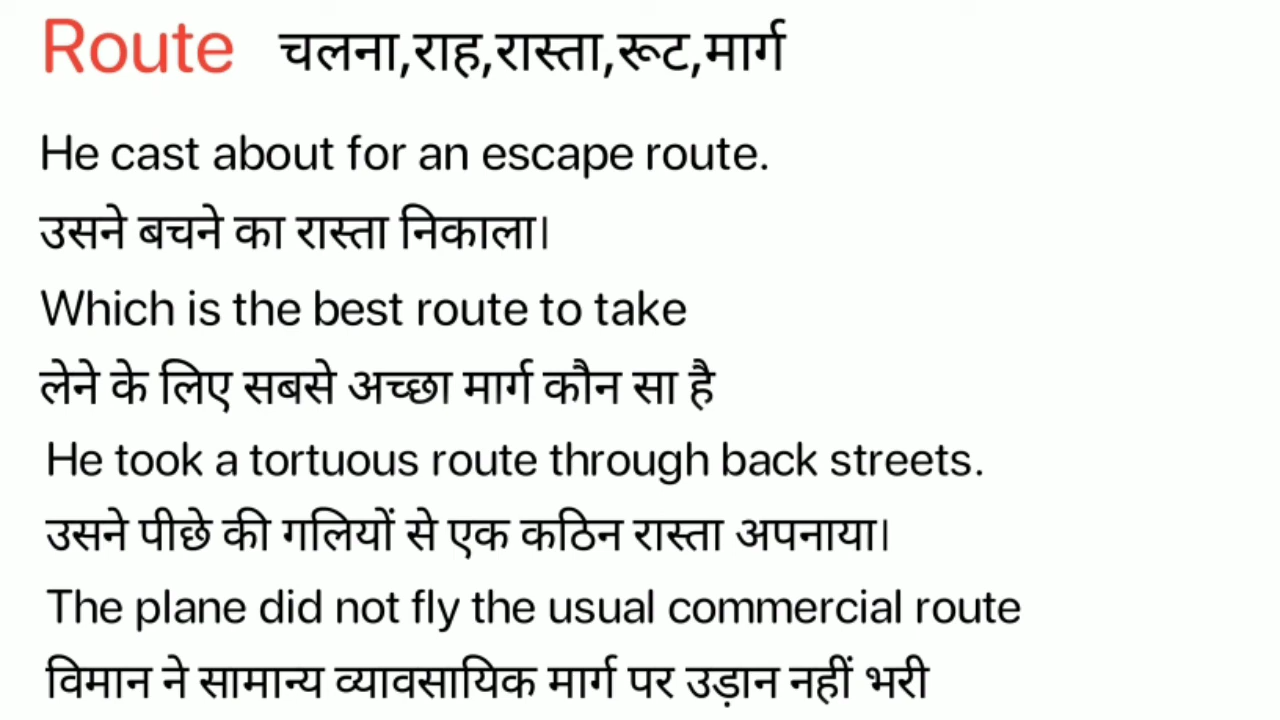 Route चलना,राह,रास्ता,रूट,मार्ग
He cast about for an escape route.
उसने बचने का रास्ता निकाला।
Which is the best route to take
लेने के लिए सबसे अच्छा मार्ग कौन सा है
He took a tortuous route through back streets.
उसने पीछे की गलियों से एक कठिन रास्ता अपनाया।
The plane did not fly the usual commercial route
विमान ने सामान्य व्यावसायिक मार्ग पर उड़ान नहीं भरी